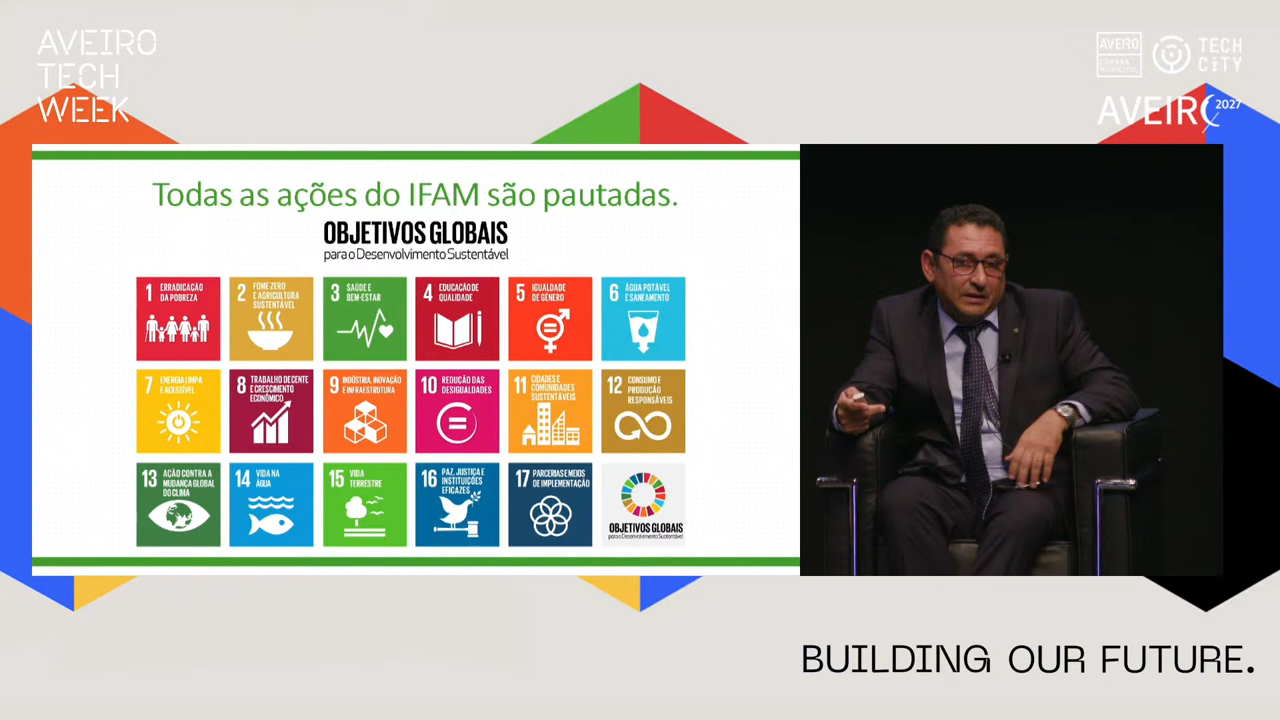 AVEIRO
TECH
WEEK
AVEIRO
CÂMARA
MUNICIPAL
TECH
CiTY
AVEIRO 2027
Todas as ações do IFAM são pautadas.
OBJETIVOS GLOBAIS
para o Desenvolvimento Sustentável
1 ERRADICAÇÃO
DA POBREZA
2 FOME ZERO
E AGRICULTURA
SUSTENTÁVEL
3 SAÚDE E
BEM-ESTAR
4 EDUCAÇÃO DE
QUALIDADE
5 IGUALDADE
DE GÊNERO
6 ÁGUA POTÁVEL
E SANEAMENTO
7 ENERGIA LIMPA
E ACESSÍVEL
8 TRABALHO DECENTE
E CRESCIMENTO
ECONÔMICO
9 INDÚSTRIA, INOVAÇÃO
E INFRAESTRUTURA
10 REDUÇÃO DAS
DESIGUALDADES
11 CIDADES E
COMUNIDADES
SUSTENTÁVEIS
12 CONSUMO E
PRODUÇÃO
RESPONSÁVEIS
13 AÇÃO CONTRA A
MUDANÇA GLOBAL
DO CLIMA
14 VIDA NA
ÁGUA
15 VIDA
TERRESTRE
16 PAZ, JUSTIÇA E
INSTITUIÇÕES
EFICAZES
17 PARCERIAS E MEIOS
DE IMPLEMENTAÇÃO
OBJETIVOS GLOBAIS
para o Desenvolvimento Sustentável
BUILDING OUR FUTURE.